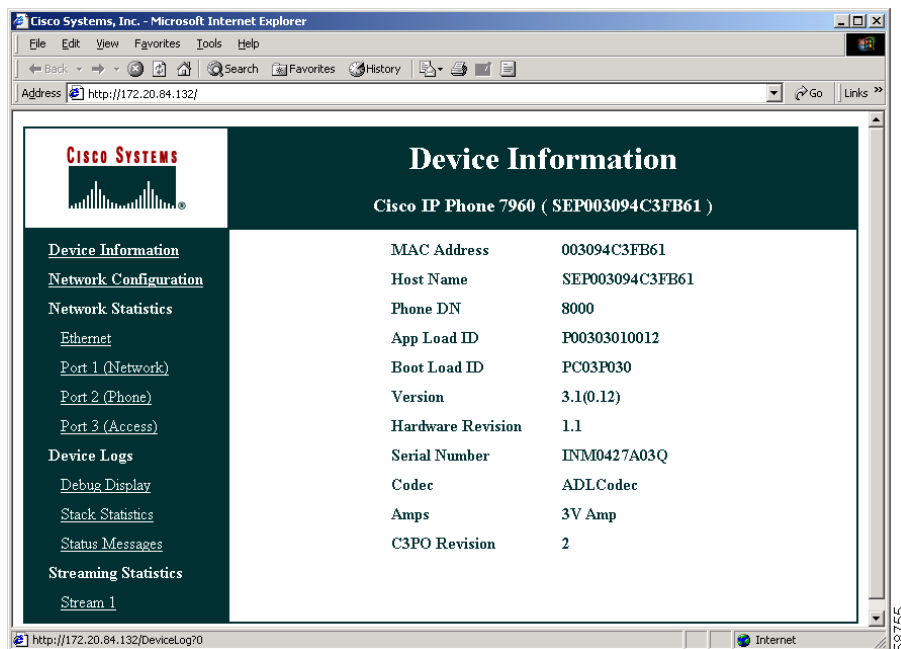 Cisco Systems, Inc. - Microsoft Internet Explorer
File Edit View Favorites Tools Help
Back Search Favorites History
Address http://172.20.84.132/ Go Links »
CISCO SYSTEMS
®
Device Information
Cisco IP Phone 7960 ( SEP003094C3FB61 )
Device Information
Network Configuration
Network Statistics
Ethernet
Port 1 (Network)
Port 2 (Phone)
Port 3 (Access)
Device Logs
Debug Display
Stack Statistics
Status Messages
Streaming Statistics
Stream 1
MAC Address 003094C3FB61
Host Name SEP003094C3FB61
Phone DN 8000
App Load ID P00303010012
Boot Load ID PC03P030
Version 3.1(0.12)
Hardware Revision 1.1
Serial Number INM0427A03Q
Codec ADLCodec
Amps 3V Amp
C3PO Revision 2
http://172.20.84.132/DeviceLog?0 Internet
58755